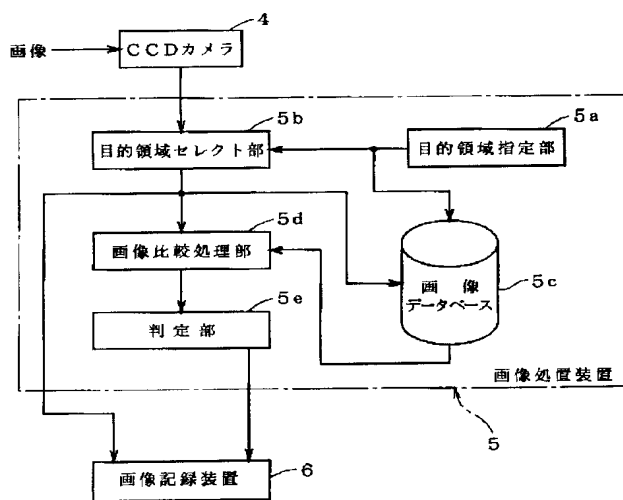 4
画像
CCDカメラ
5b
5a
目的領域セレクト部
目的領域指定部
5d
画像比較処理部
5e
画像
データベース
5c
判定部
画像処置装置
5
画像記録装置
6